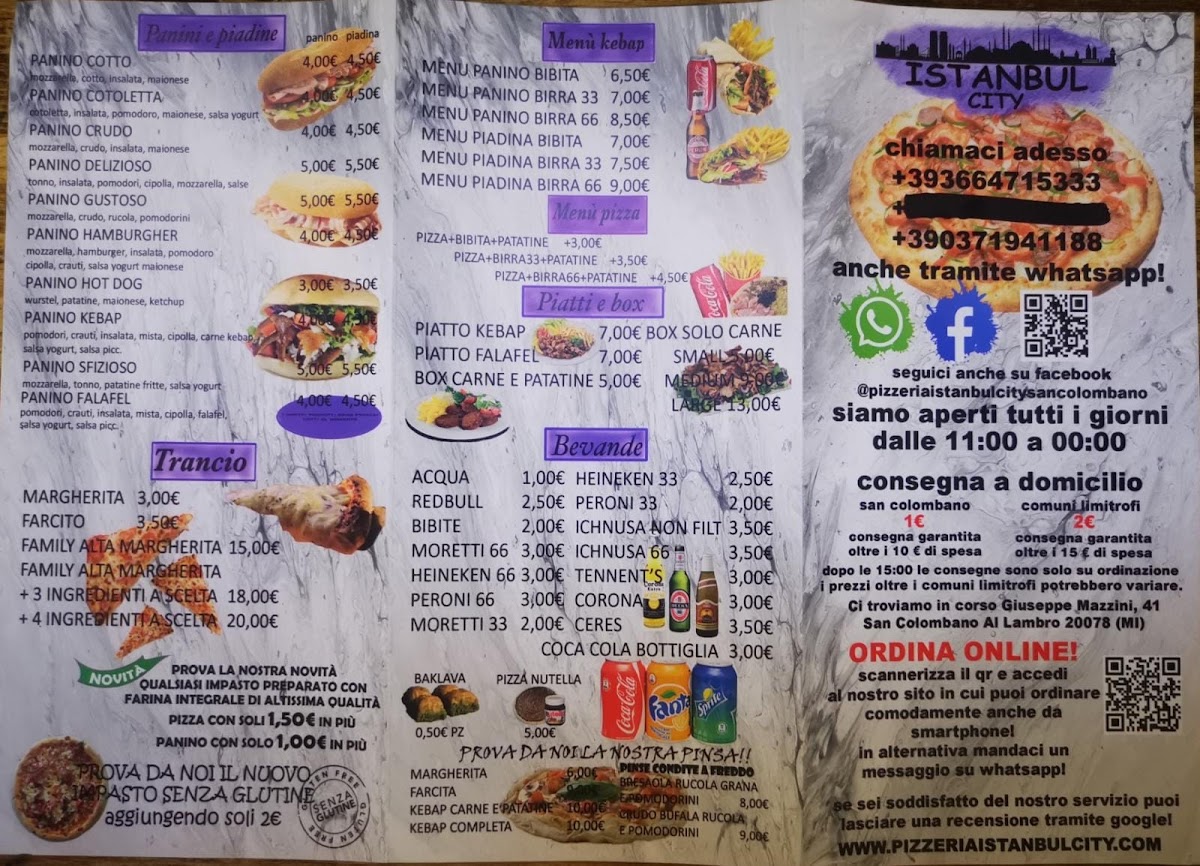 Panini e piadine
panino piadina
PANINO COTTO 4,00€ 4,50€
mozzarella, cotto, insalata, maionese
PANINO COTOLETTA 4,00€ 4,50€
cotoletta, insalata, pomodoro, maionese, salsa yogurt
PANINO CRUDO 4,00€ 4,50€
mozzarella, crudo, insalata, maionese
PANINO DELIZIOSO 5,00€ 5,50€
tonno, insalata, pomodori, cipolla, mozzarella, salse
PANINO GUSTOSO 5,00€ 5,50€
mozzarella, crudo, rucola, pomodorini
PANINO HAMBURGHER 4,00€ 4,50€
mozzarella, hamburger, insalata, pomodoro
cipolla, crauti, salsa yogurt maionese
PANINO HOT DOG 3,00€ 3,50€
wurstel, patatine, maionese, ketchup
PANINO KEBAP
pomodori, crauti, insalata, mista, cipolla, carne kebap,
salsa yogurt, salsa picc.
PANINO SFIZIOSO 5,00€ 5,50€
mozzarella, tonno, patatine fritte, salsa yogurt
PANINO FALAFEL 4,00€ 4,50€
pomodori, crauti, insalata, mista, cipolla, falafel,
salsa yogurt, salsa picc.
Trancio
MARGHERITA 3,00€
FARCITO 3,50€
FAMILY ALTA MARGHERITA 15,00€
FAMILY ALTA MARGHERITA
+ 3 INGREDIENTI A SCELTA 18,00€
+ 4 INGREDIENTI A SCELTA 20,00€
NOVITÀ
PROVA LA NOSTRA NOVITÀ
QUALSIASI IMPASTO PREPARATO CON
FARINA INTEGRALE DI ALTISSIMA QUALITÀ
PIZZA CON SOLI 1,50€ IN PIÙ
PANINO CON SOLO 1,00€ IN PIÙ
PROVA DA NOI IL NUOVO
IMPASTO SENZA GLUTINE
aggiungendo soli 2€
GLUTEN FREE
SENZA GLUTINE
GLUTEN FREE
Menù kebap
MENU PANINO BIBITA 6,50€
MENU PANINO BIRRA 33 7,00€
MENU PANINO BIRRA 66 8,50€
MENU PIADINA BIBITA 7,00€
MENU PIADINA BIRRA 33 7,50€
MENU PIADINA BIRRA 66 9,00€
Menù pizza
PIZZA+BIBITA+PATATINE +3,00€
PIZZA+BIRRA33+PATATINE +3,50€
PIZZA+BIRRA66+PATATINE +4,50€
Piatti e box
PIATTO KEBAP 7,00€ BOX SOLO CARNE
PIATTO FALAFEL 7,00€ SMALL 5,00€
BOX CARNE E PATATINE 5,00€ MEDIUM 9,00€
LARGE 13,00€
Bevande
ACQUA 1,00€ HEINEKEN 33 2,50€
REDBULL 2,50€ PERONI 33 2,00€
BIBITE 2,00€ ICHNUSA NON FILT 3,50€
MORETTI 66 3,00€ ICHNUSA 66 3,50€
HEINEKEN 66 3,00€ TENNENT'S 3,00€
PERONI 66 3,00€ CORONA 3,00€
MORETTI 33 2,00€ CERES 3,50€
COCA COLA BOTTIGLIA 3,00€
BAKLAVA PIZZA NUTELLA
0,50€ PZ 5,00€
Coca-Cola Fanta Sprite
PROVA DA NOI LA NOSTRA PINSA!!
MARGHERITA 6,00€
FARCITA
KEBAP CARNE E PATATINE 10,00€
KEBAP COMPLETA 10,00€
PINSE CONDITE A FREDDO
BRESAOLA RUCOLA GRANA
E POMODORINI 8,00€
CRUDO BUFALA RUCOLA
E POMODORINI 9,00€
ISTANBUL
CITY
chiamaci adesso
+393664715333
+390371941188
anche tramite whatsapp!
seguici anche su facebook
@pizzeriaistanbulcitysancolombano
siamo aperti tutti i giorni
dalle 11:00 a 00:00
consegna a domicilio
san colombano comuni limitrofi
1€ 2€
consegna garantita consegna garantita
oltre i 10 € di spesa oltre i 15 € di spesa
dopo le 15:00 le consegne sono solo su ordinazione
i prezzi oltre i comuni limitrofi potrebbero variare.
Ci troviamo in corso Giuseppe Mazzini, 41
San Colombano Al Lambro 20078 (MI)
ORDINA ONLINE!
scannerizza il qr e accedi
al nostro sito in cui puoi ordinare
comodamente anche da
smartphone!
in alternativa mandaci un
messaggio su whatsapp!
se sei soddisfatto del nostro servizio puoi
lasciare una recensione tramite google!
WWW.PIZZERIAISTANBULCITY.COM